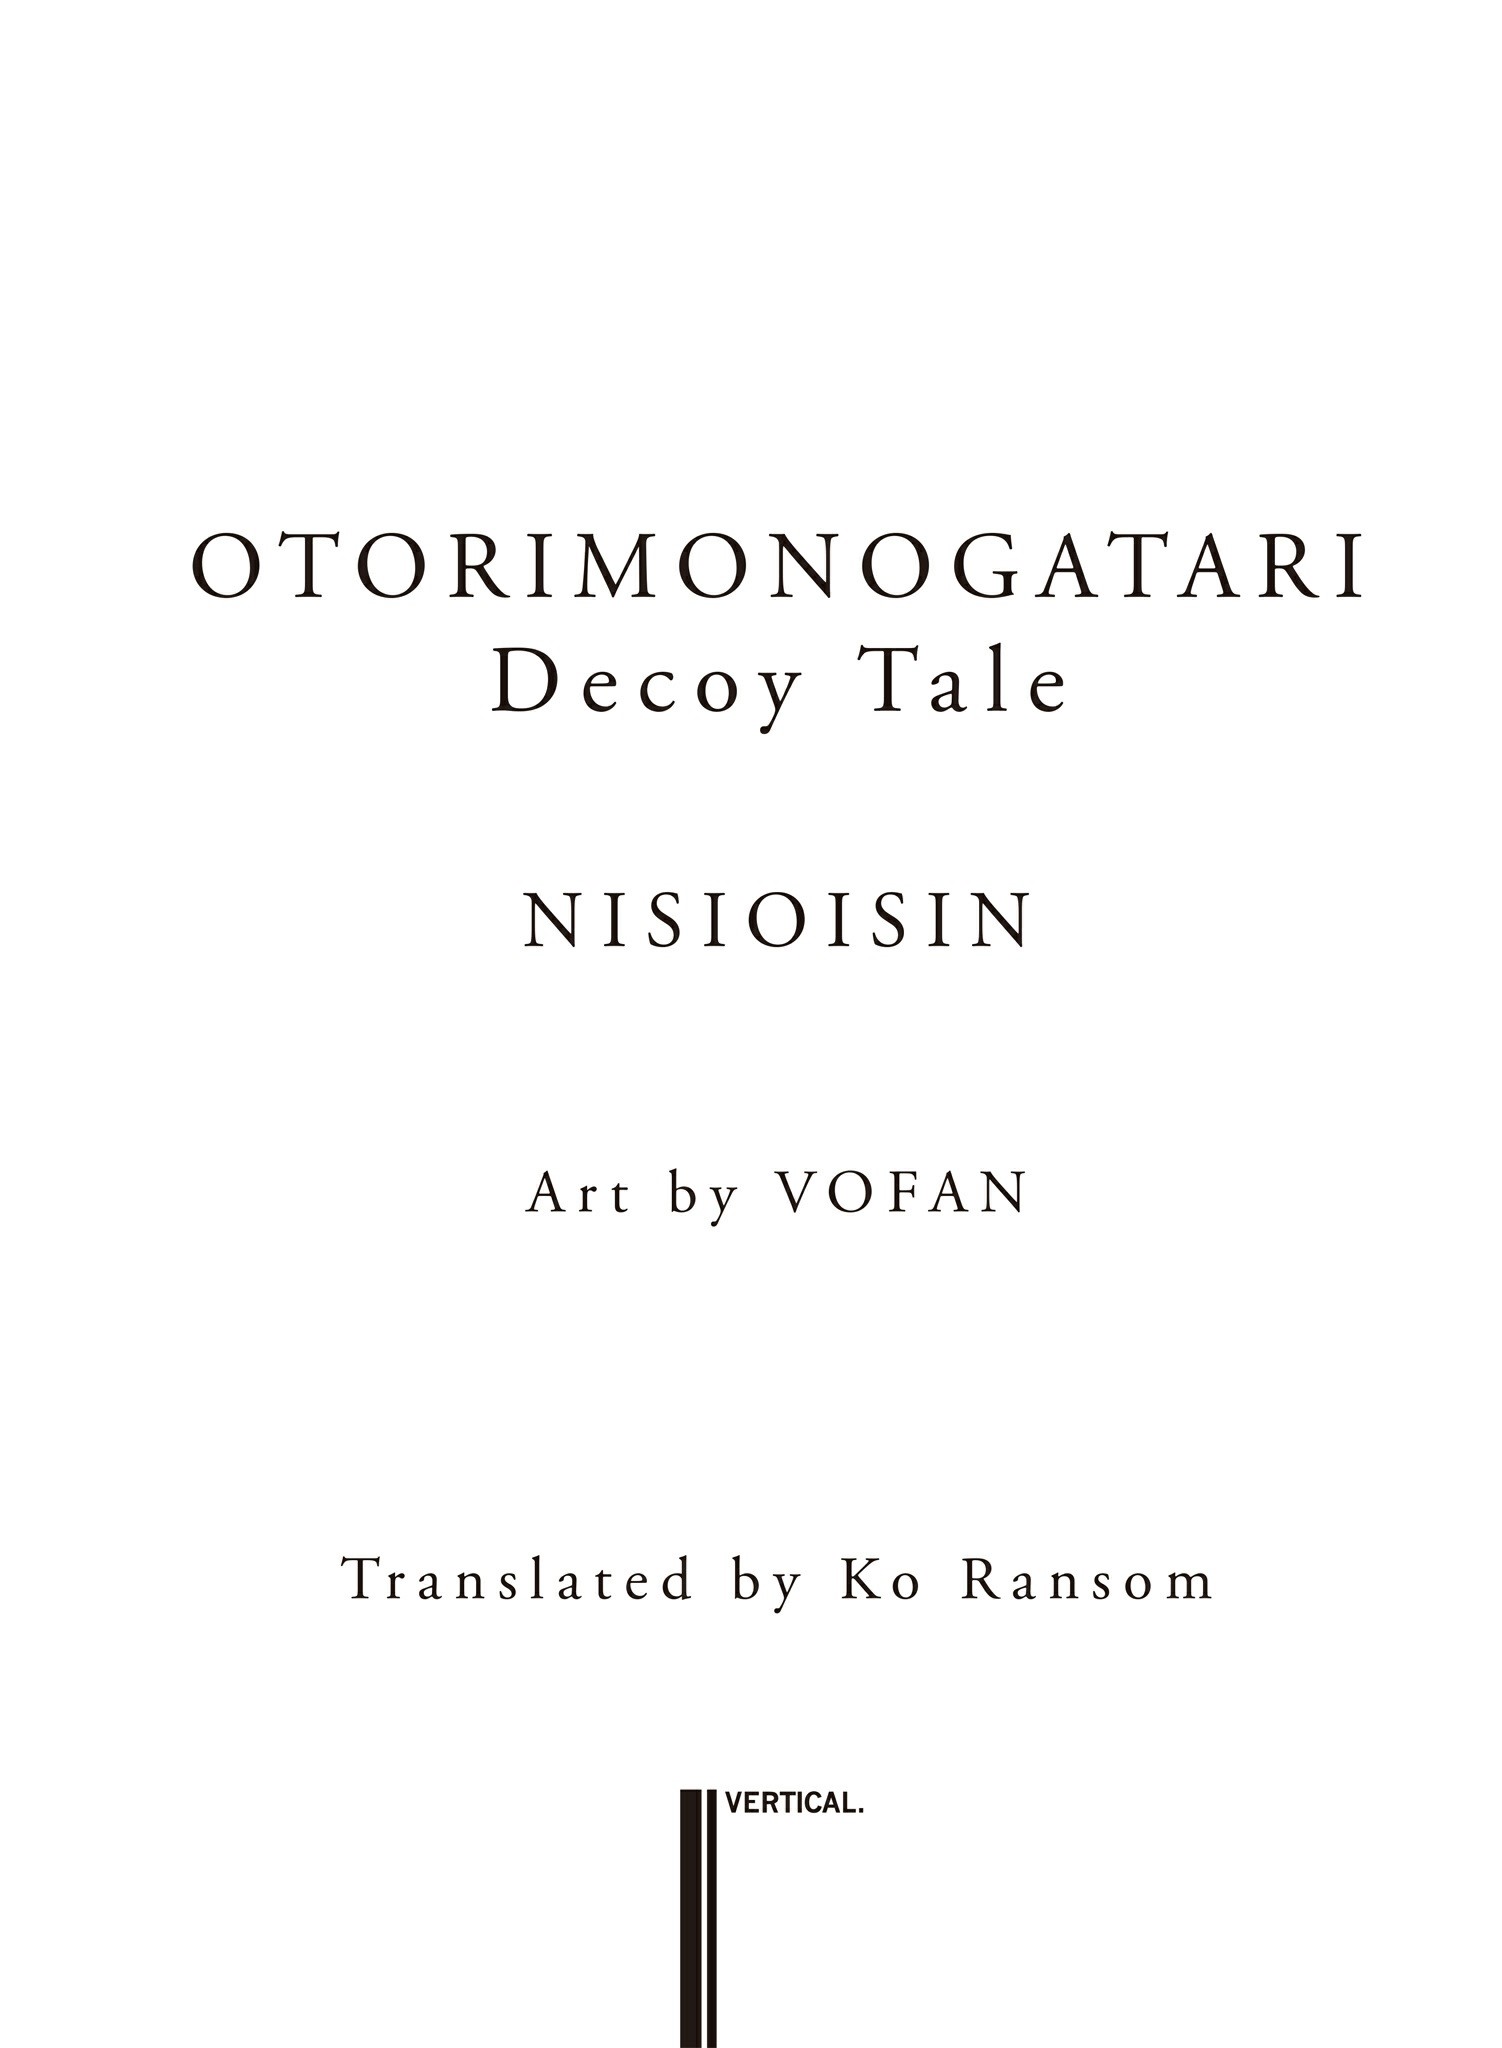 OTORIMONOGATARI
Decoy Tale
NISIOISIN
Art by VOFAN
Translated by Ko Ransom
VERTICAL.